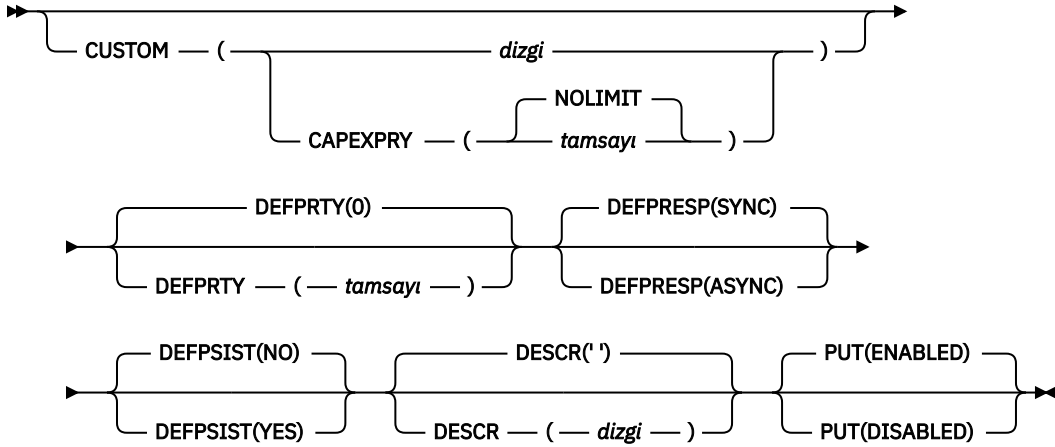 CUSTOM ( dizgi )
CAPEXPRY ( NOLIMIT
tamsayı )
DEFPRTY(0) DEFPRESP(SYNC)
DEFPRTY ( tamsayı ) DEFPRESP(ASYNC)
DEFPSIST(NO) DESCR(' ') PUT(ENABLED)
DEFPSIST(YES) DESCR ( dizgi ) PUT(DISABLED)